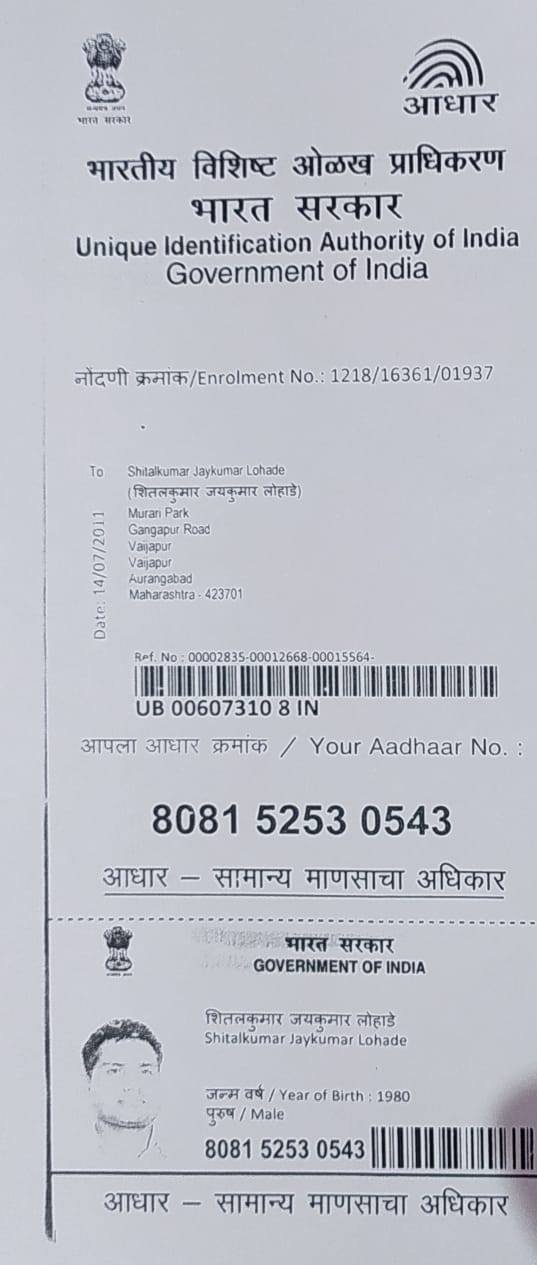 भारत सरकार
आधार
भारतीय विशिष्ट ओळख प्राधिकरण
भारत सरकार
Unique Identification Authority of India
Government of India
नोंदणी क्रमांक/Enrolment No.: 1218/16361/01937
To
Shitalkumar Jaykumar Lohade
(शितलकुमार जयकुमार लोहाडे)
Murari Park
Gangapur Road
Vaijapur
Vaijapur
Aurangabad
Maharashtra - 423701
Date: 14/07/2011
Ref. No : 00002835-00012668-00015564-
UB 00607310 8 IN
आपला आधार क्रमांक / Your Aadhaar No. :
8081 5253 0543
आधार – सामान्य माणसाचा अधिकार
भारत सरकार
GOVERNMENT OF INDIA
शितलकुमार जयकुमार लोहाडे
Shitalkumar Jaykumar Lohade
जन्म वर्ष / Year of Birth : 1980
पुरुष / Male
8081 5253 0543
आधार – सामान्य माणसाचा अधिकार